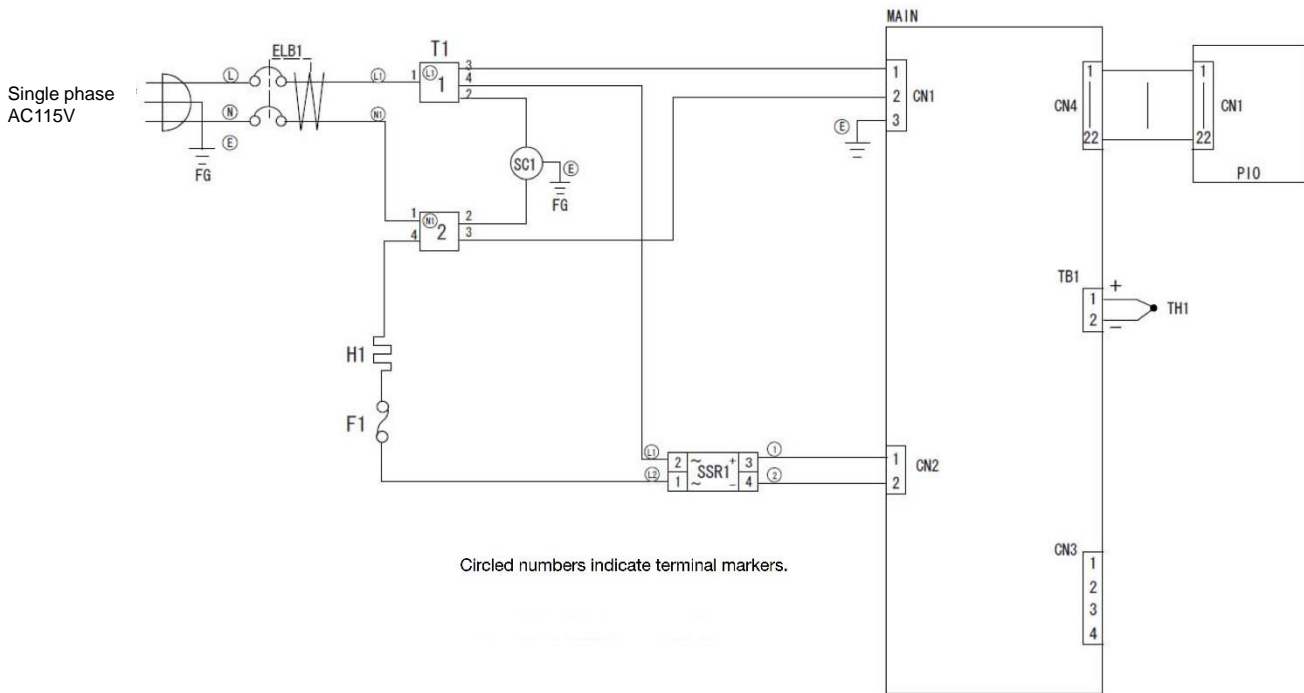 MAIN
ELB1
T1
Single phase
AC115V
L
N
E
FG
L1
N1
1
L1
1
3
4
2
SC1
E
FG
1
4
N1
2
2
3
H1
F1
L1
L2
2 ~ + 3
SSR1
1 ~ - 4
1
2
E
1
2
3
CN1
CN4
1
22
1
22
CN1
PIO
TB1
1
2
+
−
TH1
1
2
CN2
CN3
1
2
3
4
Circled numbers indicate terminal markers.